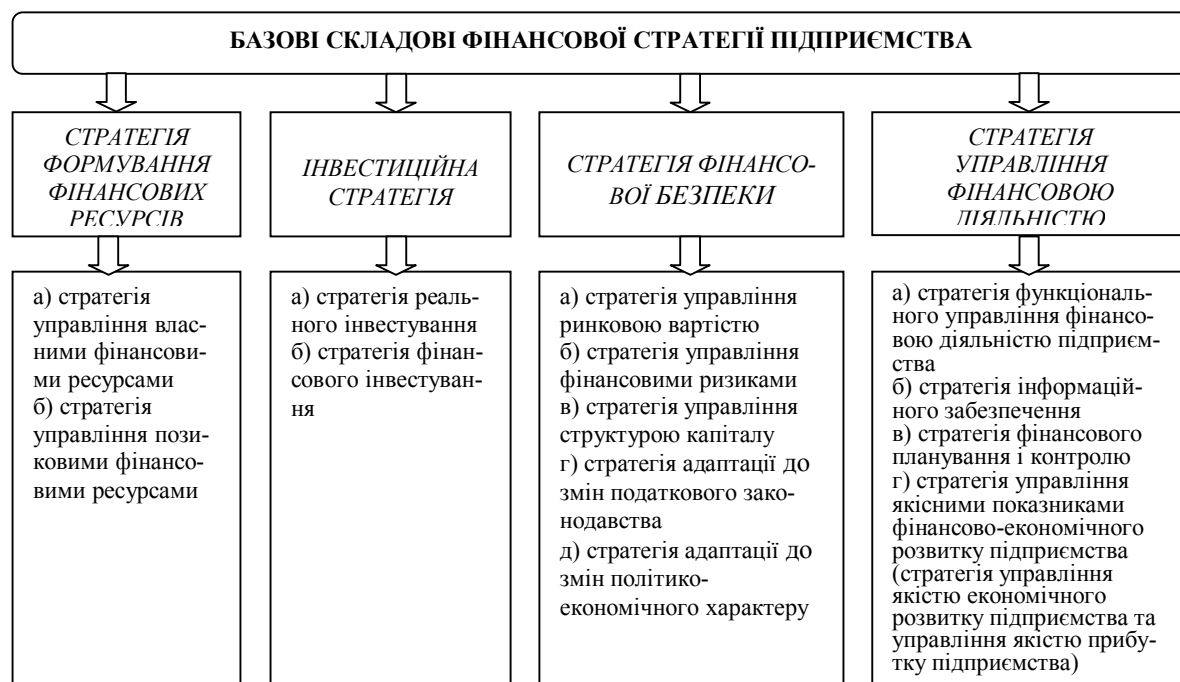 БАЗОВІ СКЛАДОВІ ФІНАНСОВОЇ СТРАТЕГІЇ ПІДПРИЄМСТВА
СТРАТЕГІЯ
ФОРМУВАННЯ
ФІНАНСОВИХ
РЕСУРСІВ
ІНВЕСТИЦІЙНА
СТРАТЕГІЯ
СТРАТЕГІЯ ФІНАНСО-
ВОЇ БЕЗПЕКИ
СТРАТЕГІЯ
УПРАВЛІННЯ
ФІНАНСОВОЮ
ДІЯЛЬНІСТЮ
а) стратегія
управління влас-
ними фінансови-
ми ресурсами
б) стратегія
управління пози-
ковими фінансо-
вими ресурсами
а) стратегія реаль-
ного інвестування
б) стратегія фінан-
сового інвестуван-
ня
а) стратегія управління
ринковою вартістю
б) стратегія управління
фінансовими ризиками
в) стратегія управління
структурою капіталу
г) стратегія адаптації до
змін податкового зако-
нодавства
д) стратегія адаптації до
змін політико-
економічного характеру
а) стратегія функціональ-
ного управління фінансо-
вою діяльністю підприєм-
ства
б) стратегія інформацій-
ного забезпечення
в) стратегія фінансового
планування і контролю
г) стратегія управління
якісними показниками
фінансово-економічного
розвитку підприємства
(стратегія управління
якістю економічного
розвитку підприємства та
управління якістю прибу-
тку підприємства)